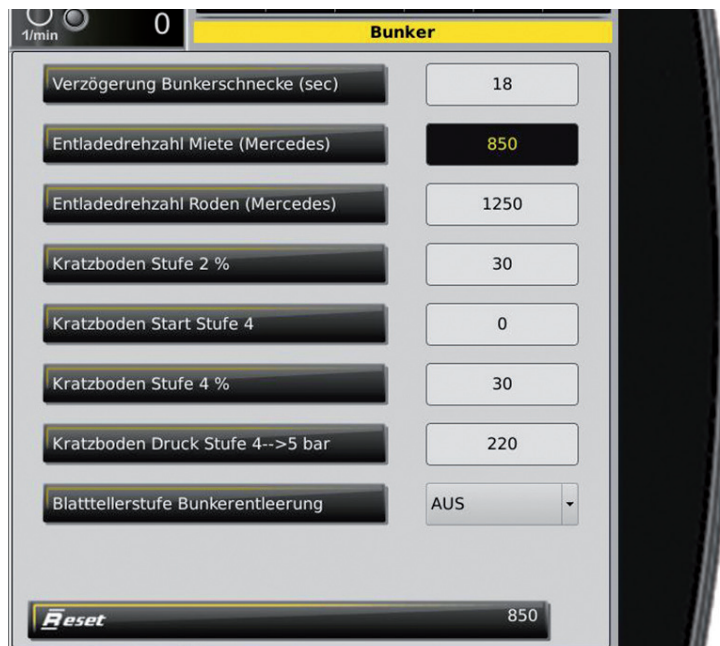 1/min 0
Bunker
Verzögerung Bunkerschnecke (sec) 18
Entladedrehzahl Miete (Mercedes) 850
Entladedrehzahl Roden (Mercedes) 1250
Kratzboden Stufe 2 % 30
Kratzboden Start Stufe 4 0
Kratzboden Stufe 4 % 30
Kratzboden Druck Stufe 4-->5 bar 220
Blatttellerstufe Bunkerentleerung AUS
Reset 850